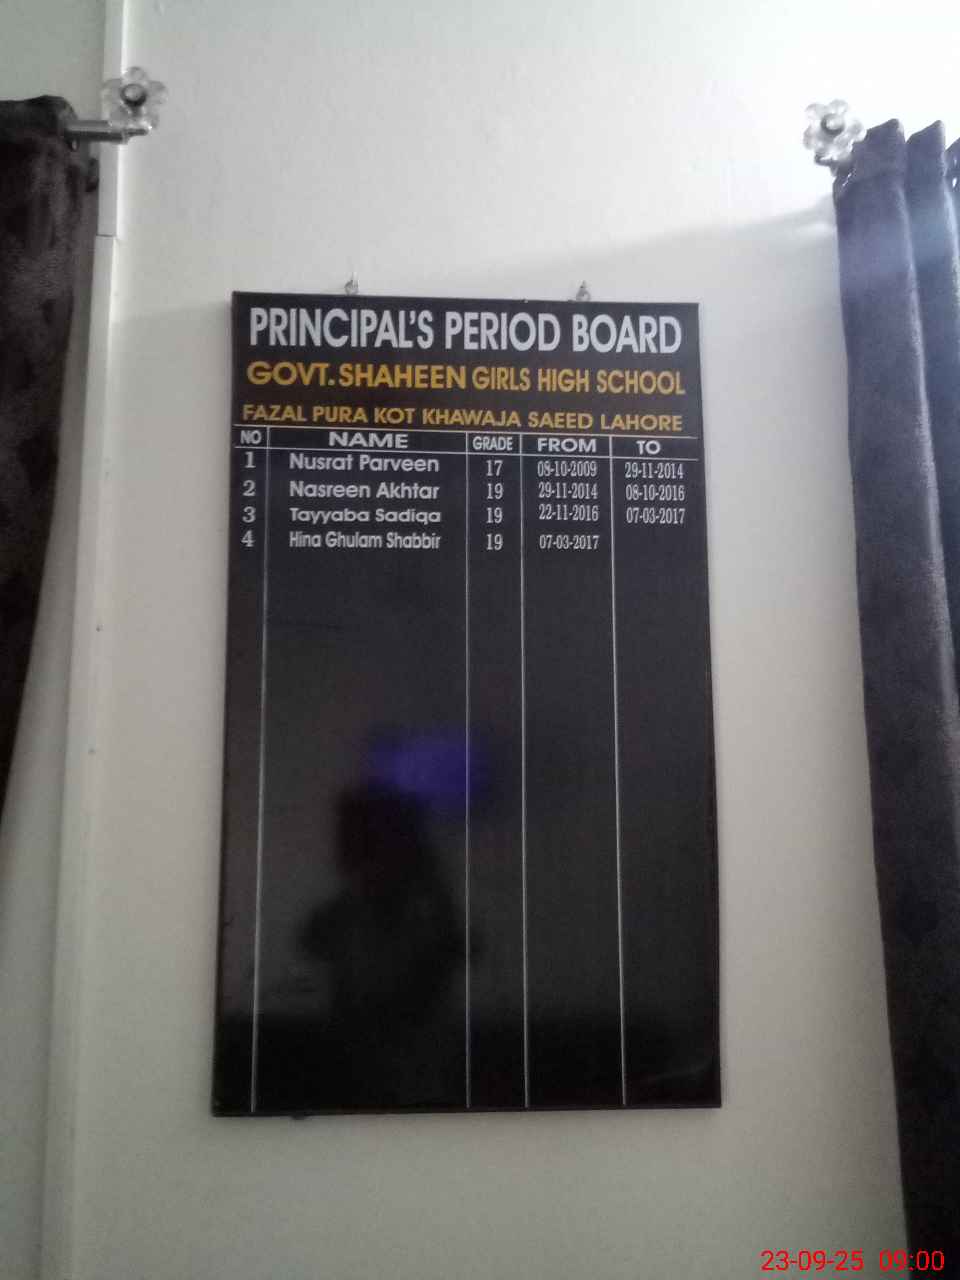 PRINCIPAL'S PERIOD BOARD
GOVT. SHAHEEN GIRLS HIGH SCHOOL
FAZAL PURA KOT KHAWAJA SAEED LAHORE
NO NAME GRADE FROM TO
1 Nusrat Parveen 17 08-10-2009 29-11-2014
2 Nasreen Akhtar 19 29-11-2014 08-10-2016
3 Tayyaba Sadiqa 19 22-11-2016 07-03-2017
4 Hina Ghulam Shabbir 19 07-03-2017
23-09-25 09:00